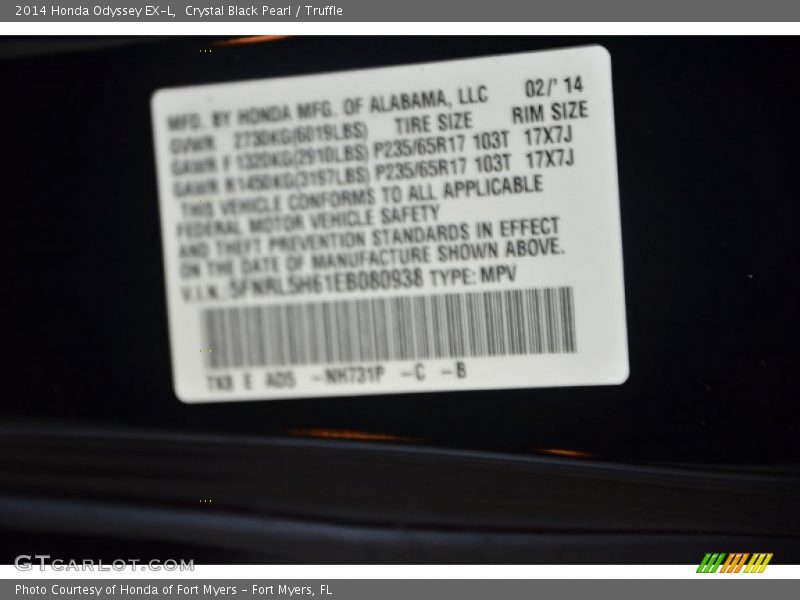 2014 Honda Odyssey EX-L,  Crystal Black Pearl / Truffle
MFD. BY HONDA MFG. OF ALABAMA, LLC 02/' 14
GVWR 2730KG(6019LBS) TIRE SIZE RIM SIZE
GAWR F 1320KG(2910LBS) P235/65R17 103T 17X7J
GAWR R 1450KG(3197LBS) P235/65R17 103T 17X7J
THIS VEHICLE CONFORMS TO ALL APPLICABLE
FEDERAL MOTOR VEHICLE SAFETY
AND THEFT PREVENTION STANDARDS IN EFFECT
ON THE DATE OF MANUFACTURE SHOWN ABOVE.
V.I.N.: 5FNRL5H61EB080938 TYPE: MPV
TK8 E ADS -NH731P -C -B
GTCARLOT.COM
Photo Courtesy of Honda of Fort Myers - Fort Myers, FL